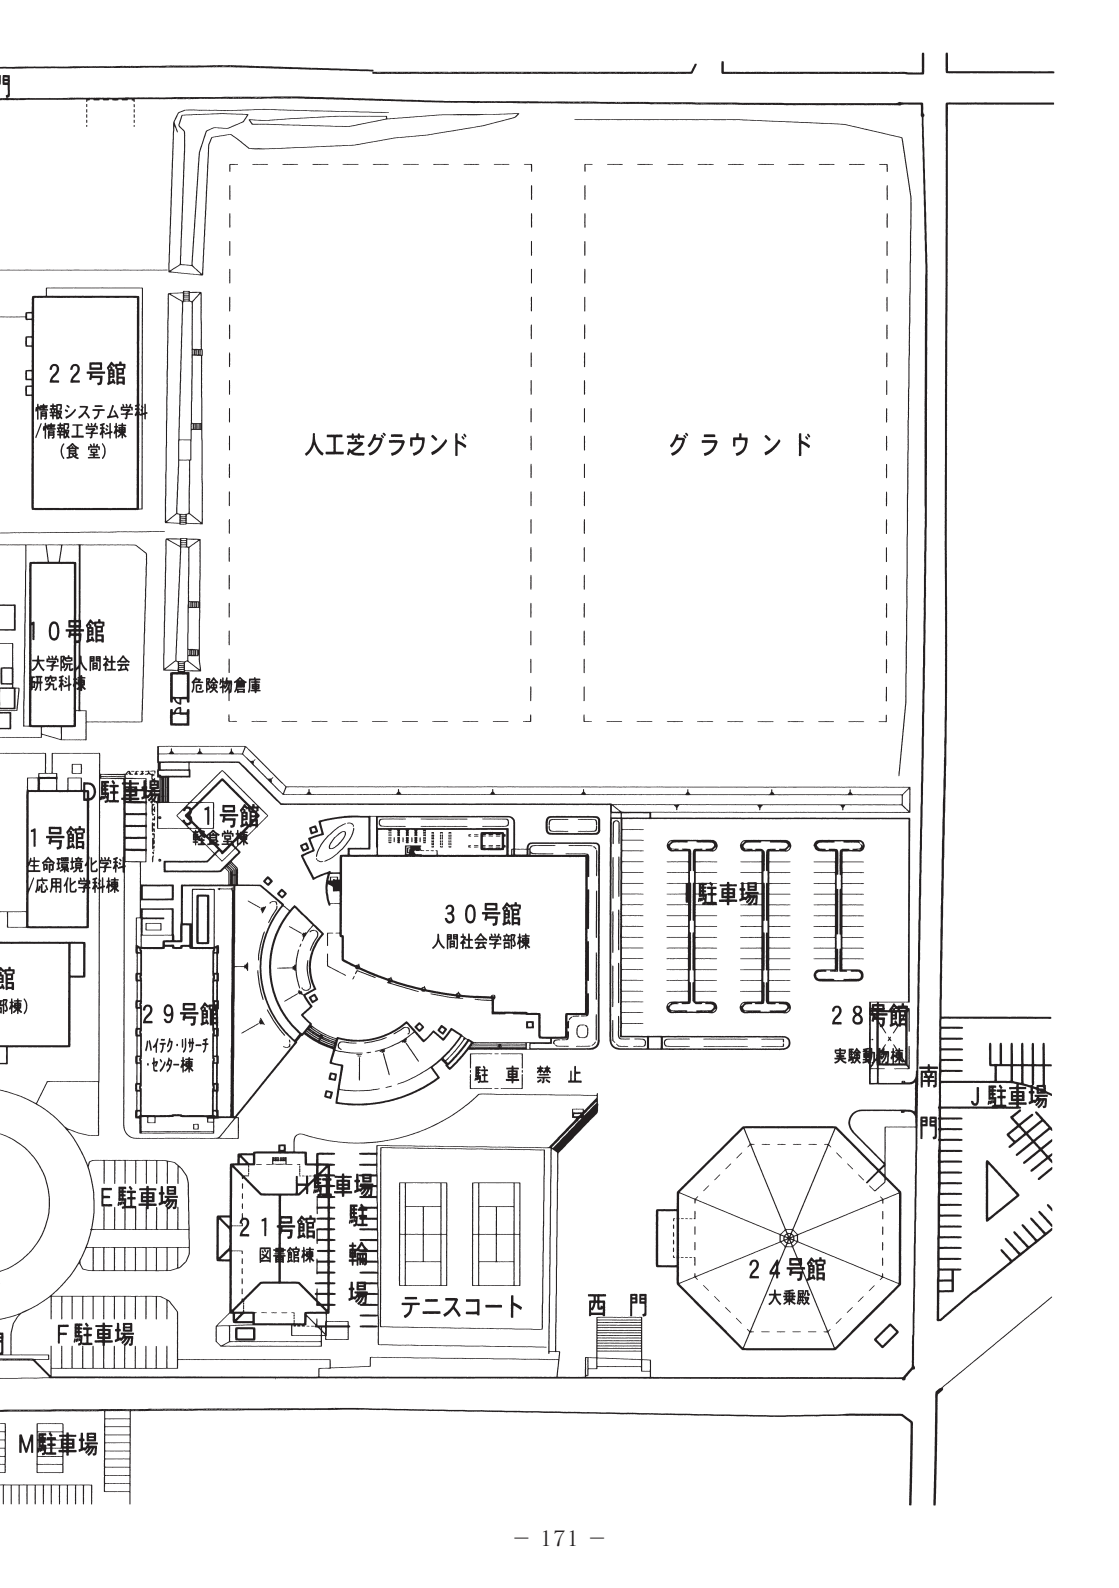 門
２２号館
情報システム学科
/情報工学科棟
（食 堂）
人工芝グラウンド
グ ラ ウ ン ド
１０号館
大学院人間社会
研究科棟
危険物倉庫
D駐車場
３１号館
軽食堂棟
１号館
生命環境化学科
/応用化学科棟
３０号館
人間社会学部棟
I駐車場
館
部棟）
２９号館
ハイテク・リサーチ
・センター棟
２８号館
実験動物棟
駐 車 禁 止
南
門
J駐車場
E駐車場
H駐車場
駐
輪
場
２１号館
図書館棟
テニスコート
西 門
２４号館
大乗殿
F駐車場
門
M駐車場
－ 171 －